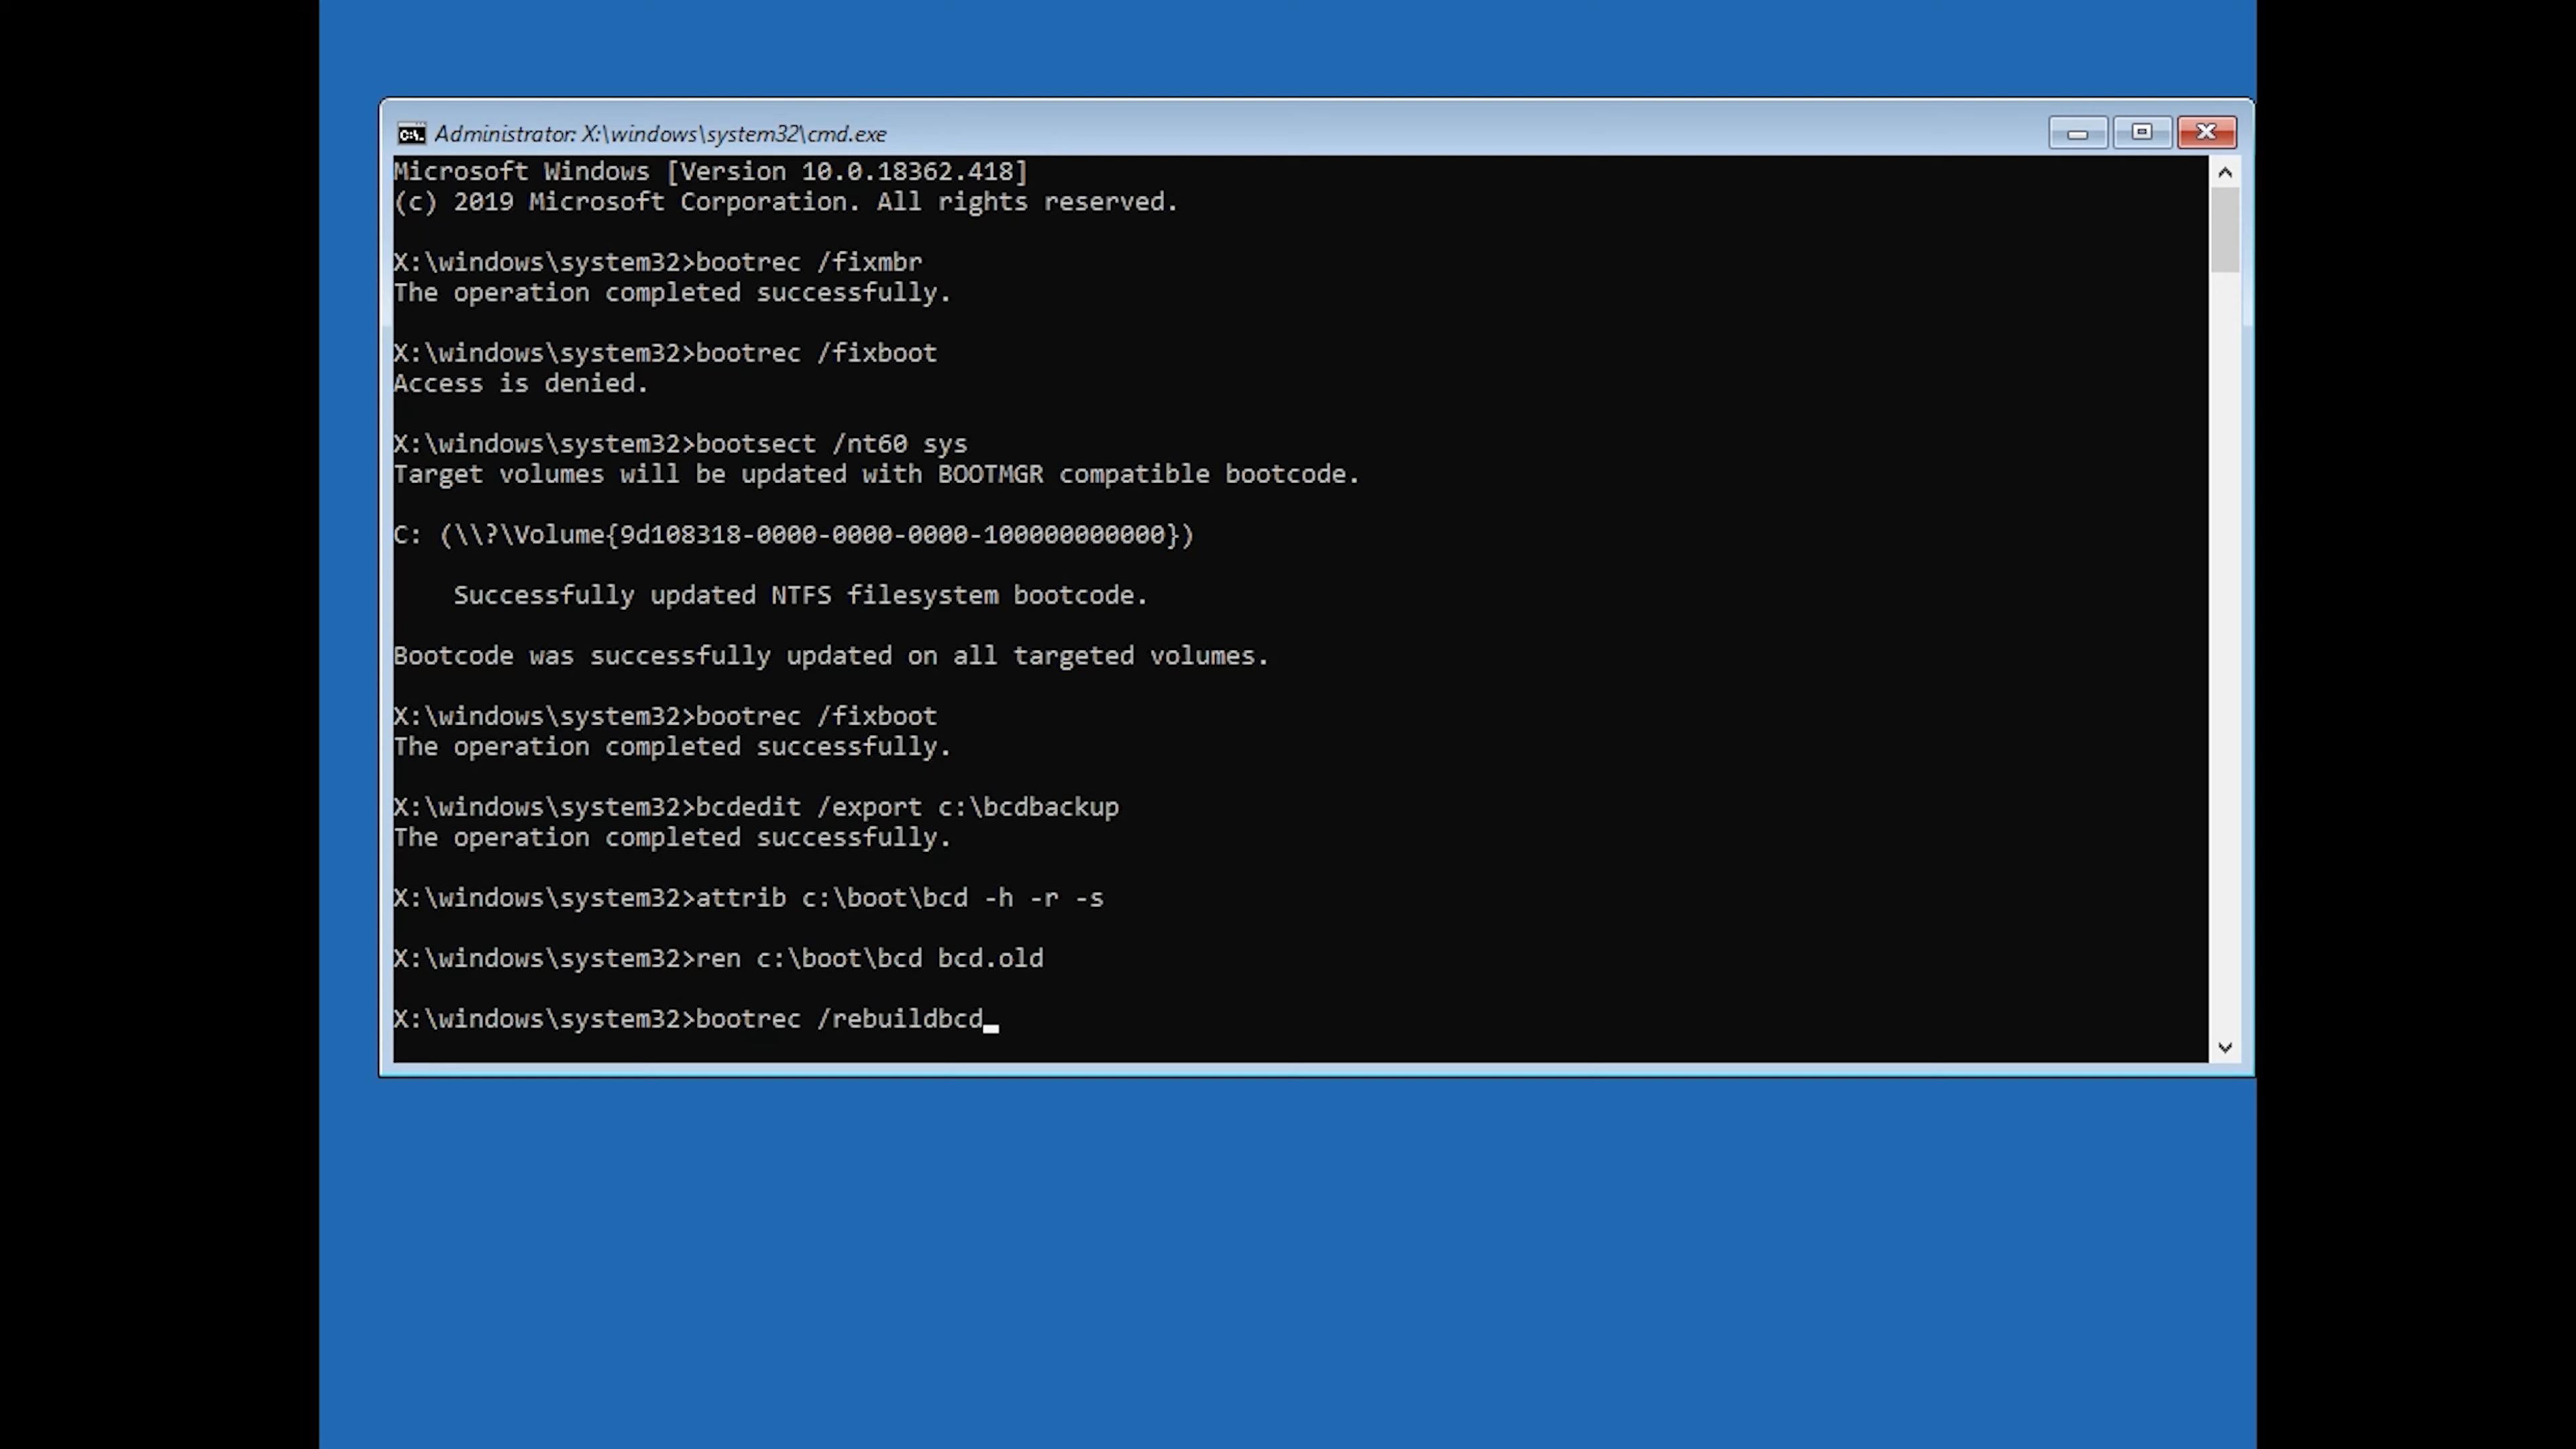 Administrator: X:\windows\system32\cmd.exe
Microsoft Windows [Version 10.0.18362.418]
(c) 2019 Microsoft Corporation. All rights reserved.
X:\windows\system32>bootrec /fixmbr
The operation completed successfully.
X:\windows\system32>bootrec /fixboot
Access is denied.
X:\windows\system32>bootsect /nt60 sys
Target volumes will be updated with BOOTMGR compatible bootcode.
C: (\\?\Volume{9d108318-0000-0000-0000-100000000000})
Successfully updated NTFS filesystem bootcode.
Bootcode was successfully updated on all targeted volumes.
X:\windows\system32>bootrec /fixboot
The operation completed successfully.
X:\windows\system32>bcdedit /export c:\bcdbackup
The operation completed successfully.
X:\windows\system32>attrib c:\boot\bcd -h -r -s
X:\windows\system32>ren c:\boot\bcd bcd.old
X:\windows\system32>bootrec /rebuildbcd